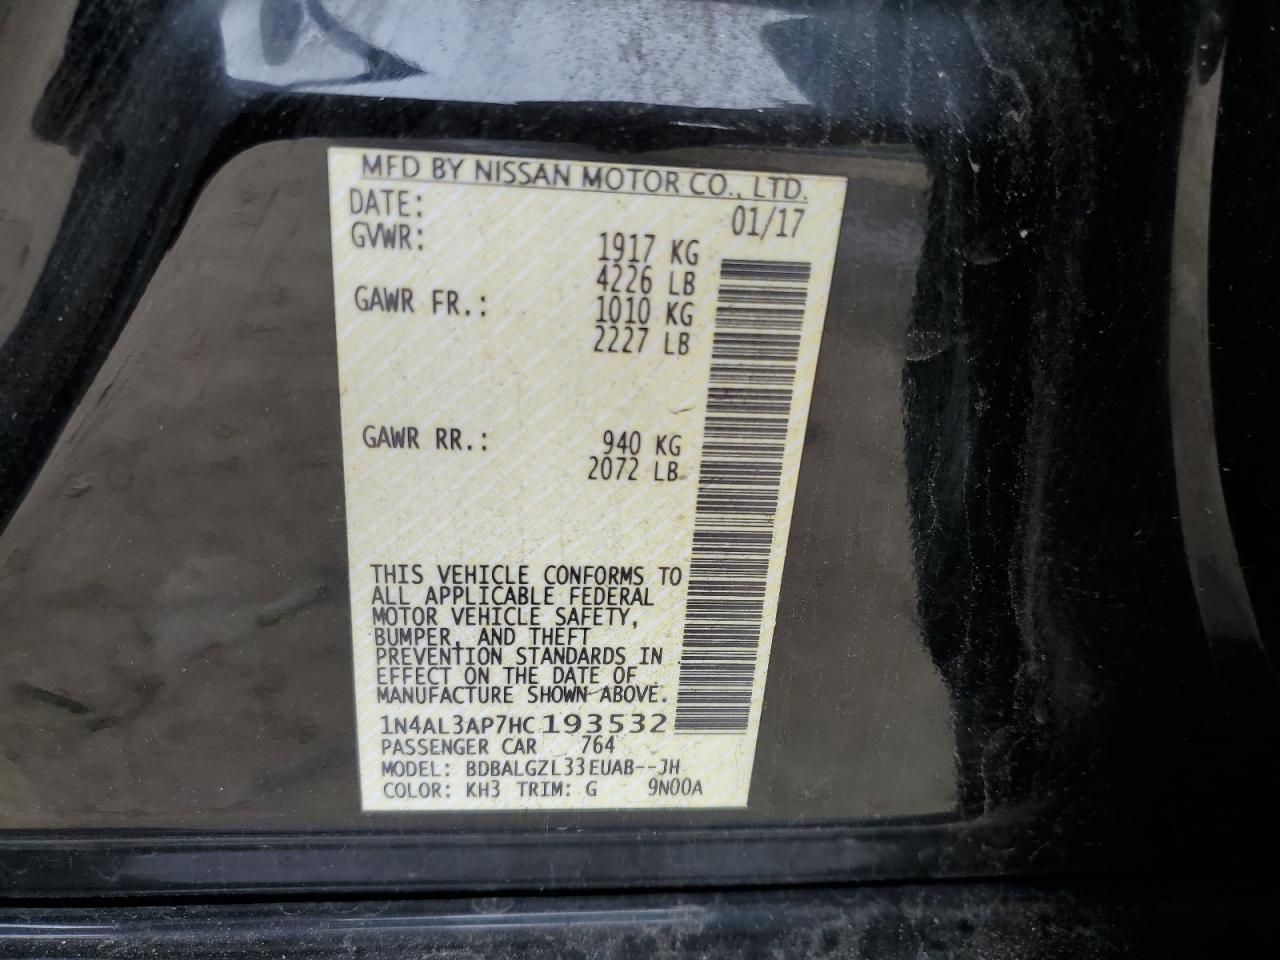 MFD BY NISSAN MOTOR CO., LTD.
DATE: 01/17
GVWR: 1917 KG
4226 LB
GAWR FR.: 1010 KG
2227 LB
GAWR RR.: 940 KG
2072 LB
THIS VEHICLE CONFORMS TO
ALL APPLICABLE FEDERAL
MOTOR VEHICLE SAFETY,
BUMPER, AND THEFT
PREVENTION STANDARDS IN
EFFECT ON THE DATE OF
MANUFACTURE SHOWN ABOVE.
1N4AL3AP7HC193532
PASSENGER CAR 764
MODEL: BDBALGZL33EUAB--JH
COLOR: KH3 TRIM: G 9N00A